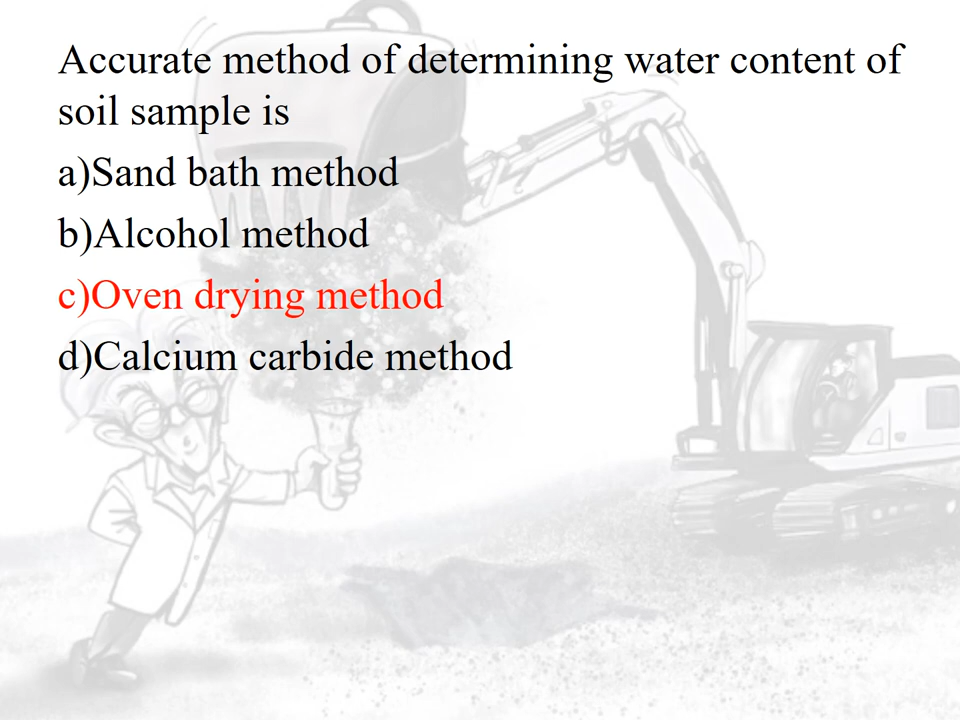 Accurate method of determining water content of
soil sample is
a)Sand bath method
b)Alcohol method
c)Oven drying method
d)Calcium carbide method